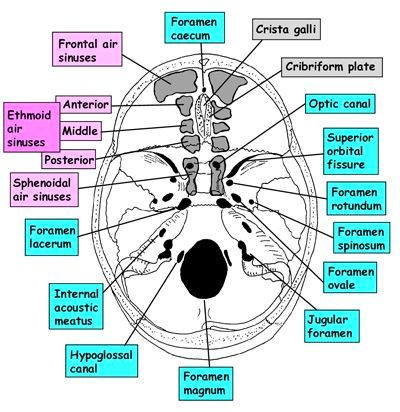 Foramen
caecum
Crista galli
Frontal air
sinuses
Cribriform plate
Ethmoid
air
sinuses
Anterior
Middle
Posterior
Optic canal
Superior
orbital
fissure
Sphenoidal
air sinuses
Foramen
rotundum
Foramen
lacerum
Foramen
spinosum
Foramen
ovale
Internal
acoustic
meatus
Jugular
foramen
Hypoglossal
canal
Foramen
magnum